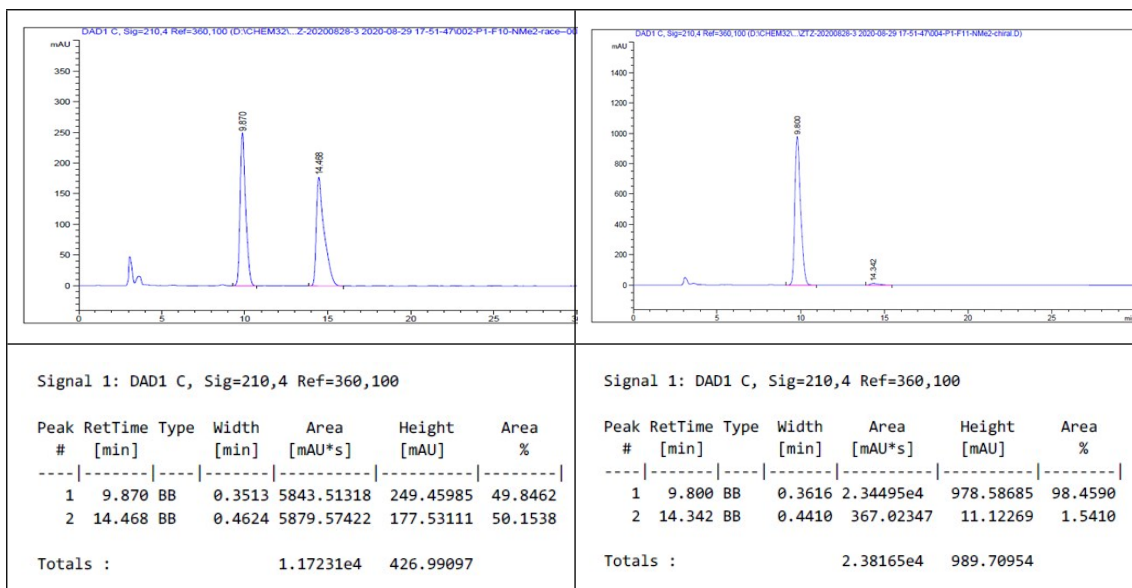 DAD1 C, Sig=210,4 Ref=360,100 (D:\CHEM32\...Z-20200828-3 2020-08-29 17-51-47\002-P1-F10-NMe2-race--00
mAU
350
300
250
200
150
100
50
0
9.870
14.468
0 5 10 15 20 25
DAD1 C, Sig=210,4 Ref=360,100 (D:\CHEM32\...\ZTZ-20200828-3 2020-08-29 17-51-47\004-P1-F11-NMe2-chiral.D)
mAU
1600
1400
1200
1000
800
600
400
200
0
9.800
14.342
0 5 10 15 20 25
Signal 1: DAD1 C, Sig=210,4 Ref=360,100
Peak RetTime Type Width Area Height Area
# [min] [min] [mAU*s] [mAU] %
----|-------|----|-------|----------|----------|--------|
1 9.870 BB 0.3513 5843.51318 249.45985 49.8462
2 14.468 BB 0.4624 5879.57422 177.53111 50.1538
Totals : 1.17231e4 426.99097
Signal 1: DAD1 C, Sig=210,4 Ref=360,100
Peak RetTime Type Width Area Height Area
# [min] [min] [mAU*s] [mAU] %
----|-------|----|-------|----------|----------|--------|
1 9.800 BB 0.3616 2.34495e4 978.58685 98.4590
2 14.342 BB 0.4410 367.02347 11.12269 1.5410
Totals : 2.38165e4 989.70954